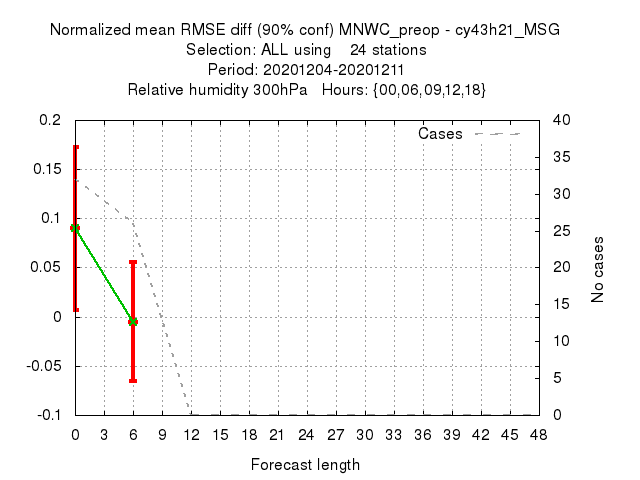 Normalized mean RMSE diff (90% conf) MNWC_preop - cy43h21_MSG
Selection: ALL using    24 stations
Period: 20201204-20201211
Relative humidity 300hPa   Hours: {00,06,09,12,18}
Cases
0.2
0.15
0.1
0.05
0
-0.05
-0.1
40
35
30
25
20
15
10
5
0
No cases
0 3 6 9 12 15 18 21 24 27 30 33 36 39 42 45 48
Forecast length